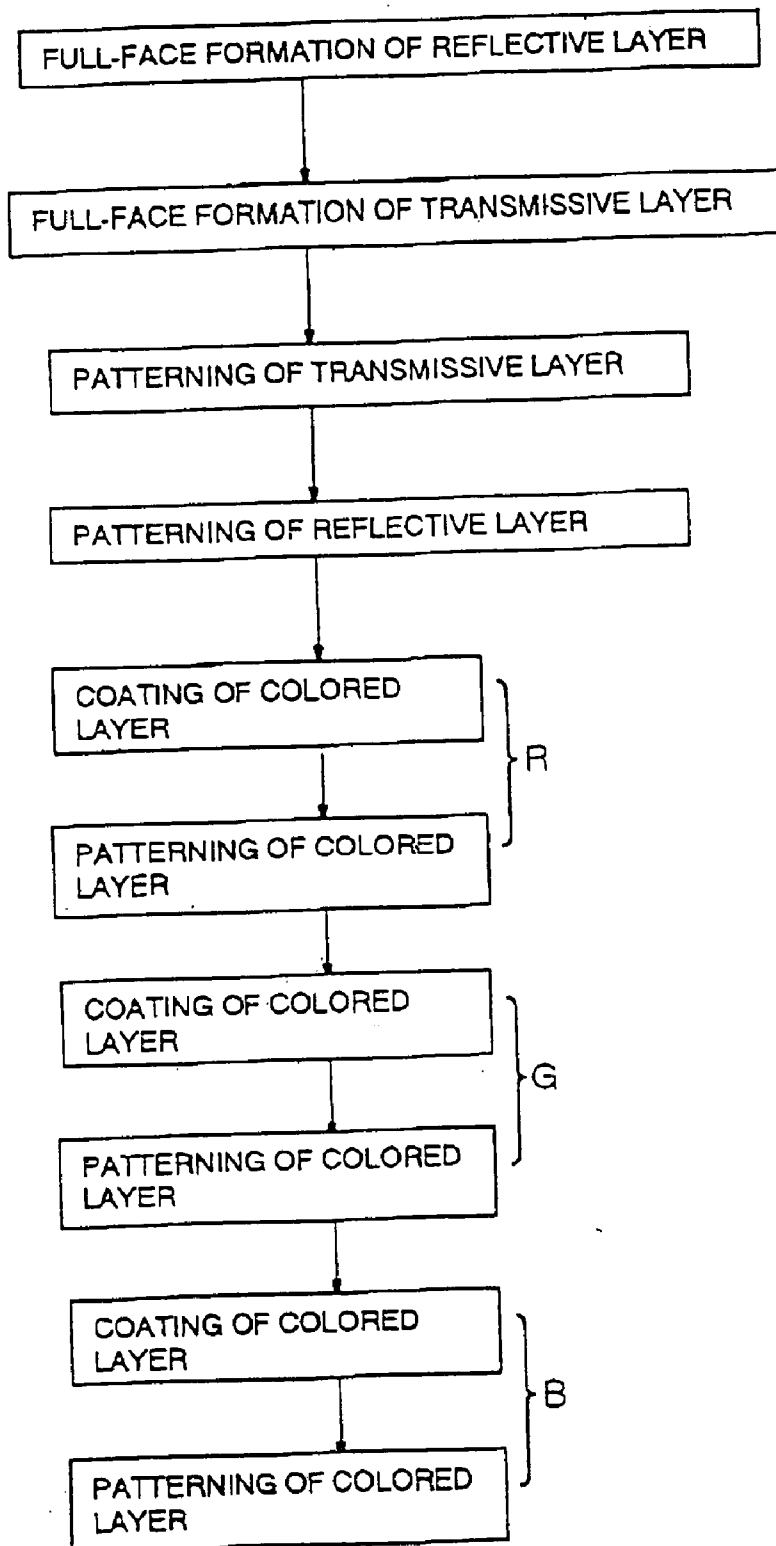 FULL-FACE FORMATION OF REFLECTIVE LAYER
FULL-FACE FORMATION OF TRANSMISSIVE LAYER
PATTERNING OF TRANSMISSIVE LAYER
PATTERNING OF REFLECTIVE LAYER
COATING OF COLORED
LAYER
R
PATTERNING OF COLORED
LAYER
COATING OF COLORED
LAYER
G
PATTERNING OF COLORED
LAYER
COATING OF COLORED
LAYER
B
PATTERNING OF COLORED
LAYER